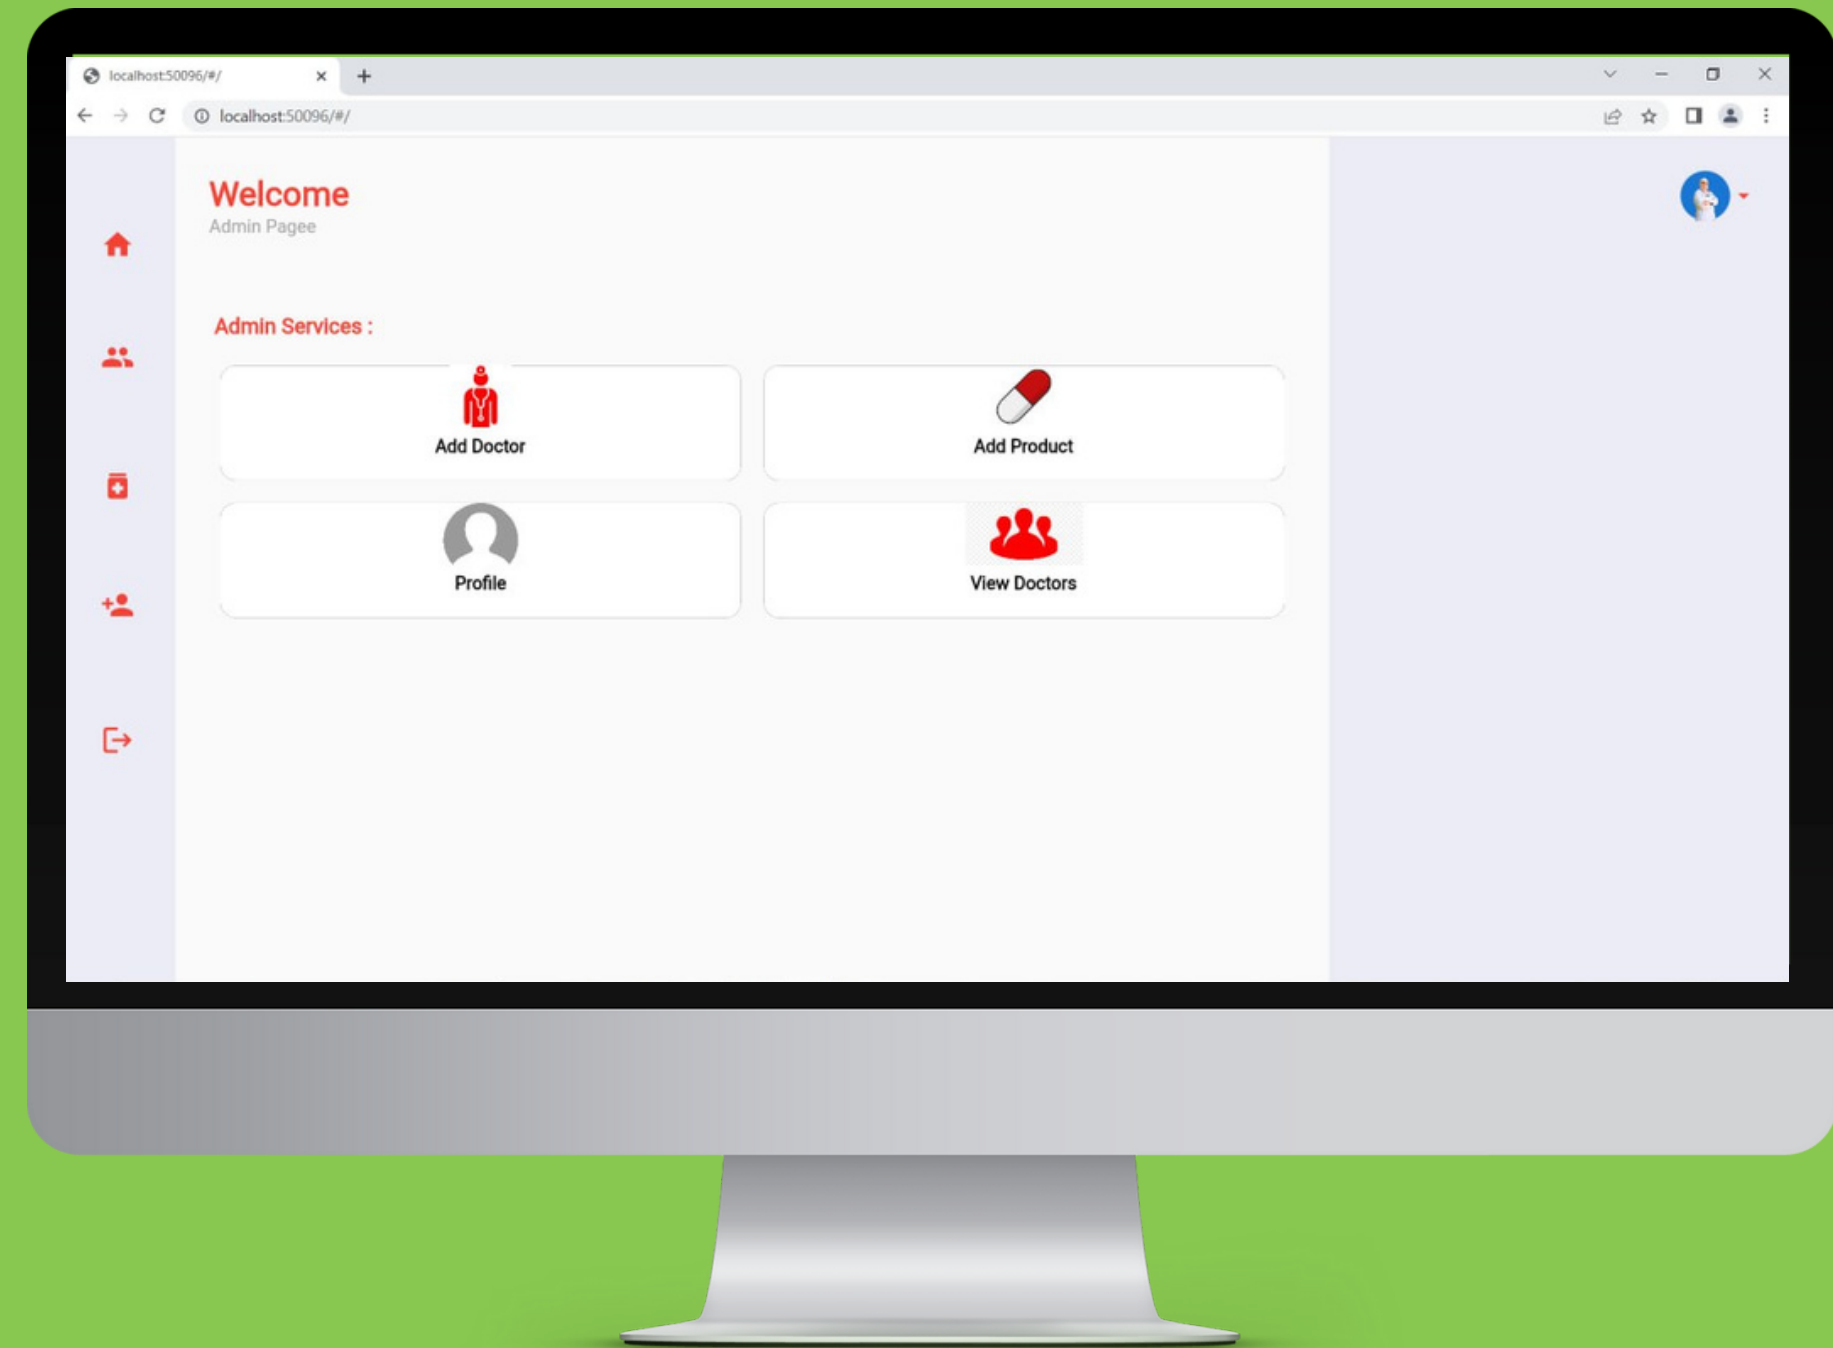 localhost:50096/#/
localhost:50096/#/
Welcome
Admin Pagee
Admin Services :
Add Doctor
Add Product
Profile
View Doctors